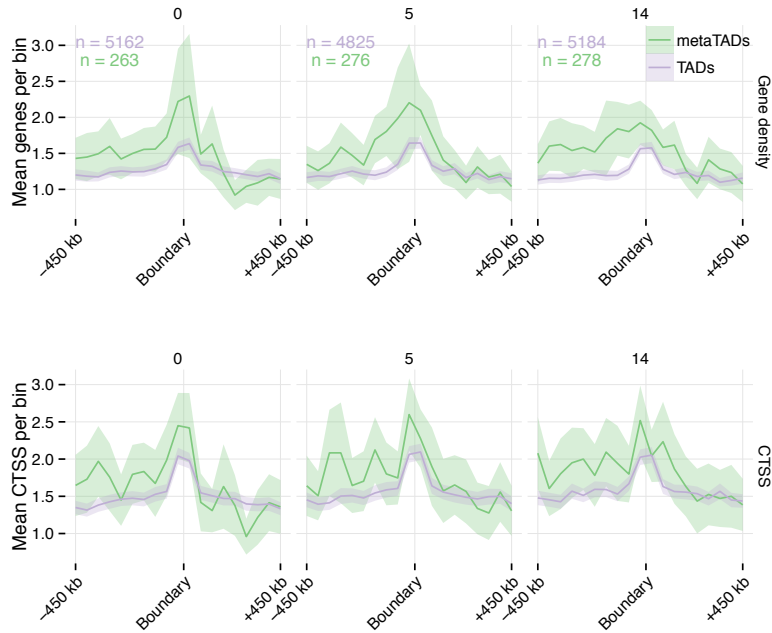 0
5
14
Mean genes per bin
3.0
2.5
2.0
1.5
1.0
n = 5162
n = 263
n = 4825
n = 276
n = 5184
n = 278
metaTADs
TADs
Gene density
−450 kb
Boundary
+450 kb
−450 kb
Boundary
+450 kb
−450 kb
Boundary
+450 kb
0
5
14
Mean CTSS per bin
3.0
2.5
2.0
1.5
1.0
CTSS
−450 kb
Boundary
+450 kb
−450 kb
Boundary
+450 kb
−450 kb
Boundary
+450 kb